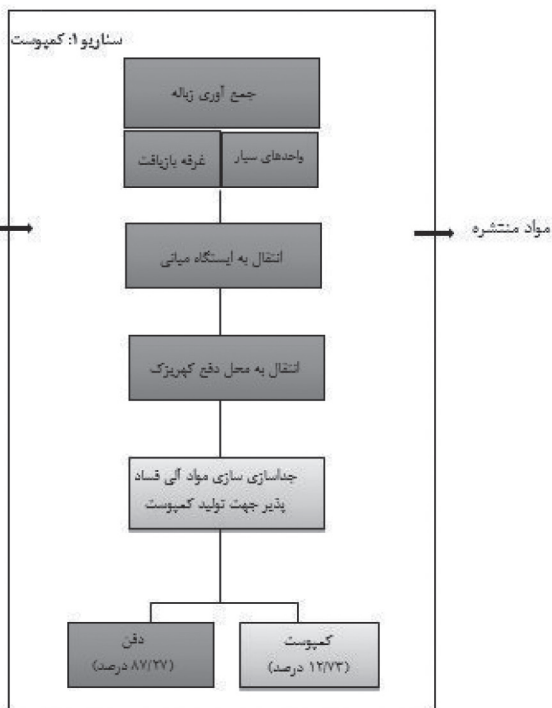 سناریو ۱: کمپوست
جمع آوری زباله
غرفه بازیافت
واحدهای سیار
انتقال به ایستگاه میانی
مواد منتشره
انتقال به محل دفع کهریزک
جداسازی سازی مواد آلی فساد
پذیر جهت تولید کمپوست
دفن
(۸۷/۲۷ درصد)
کمپوست
(۱۲/۷۳ درصد)